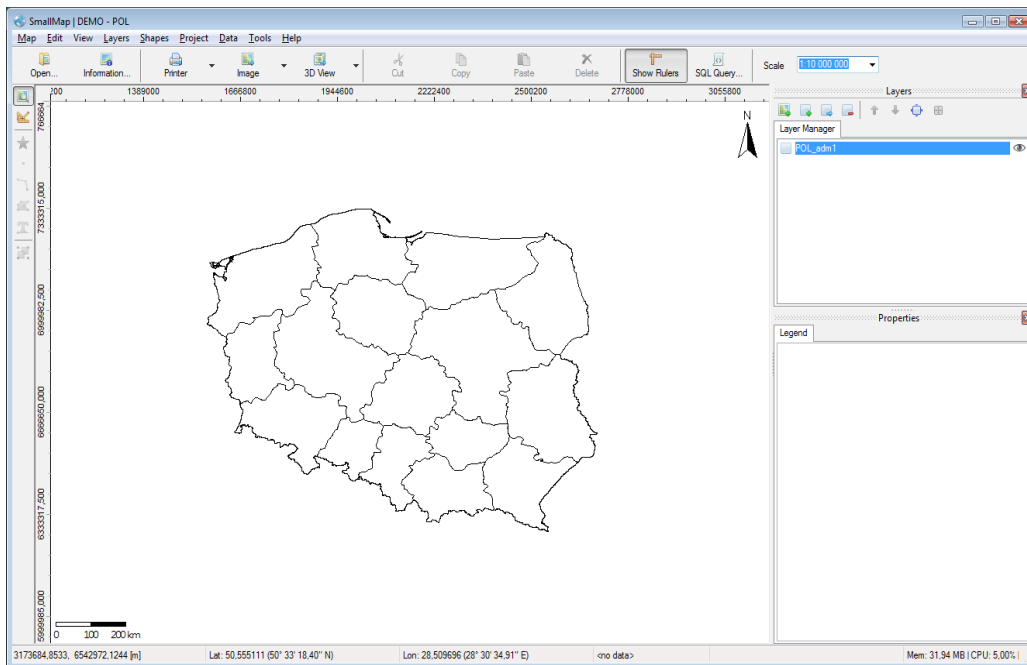 SmallMap | DEMO - POL
Map Edit View Layers Shapes Project Data Tools Help
Open... Information... Printer Image 3D View Cut Copy Paste Delete Show Rulers SQL Query... Scale 1:10 000 000
200 1389000 1666800 1944600 2222400 2500200 2778000 3055800
766664
7333315,000
6999982,500
6666650,000
6333317,500
5999985,000
N
0 100 200 km
Layers
Layer Manager
POL_adm1
Properties
Legend
3173684,8533, 6542972,1244 [m] Lat: 50,555111 (50° 33' 18,40" N) Lon: 28,509696 (28° 30' 34,91" E) <no data> Mem: 31,94 MB | CPU: 5,00% |